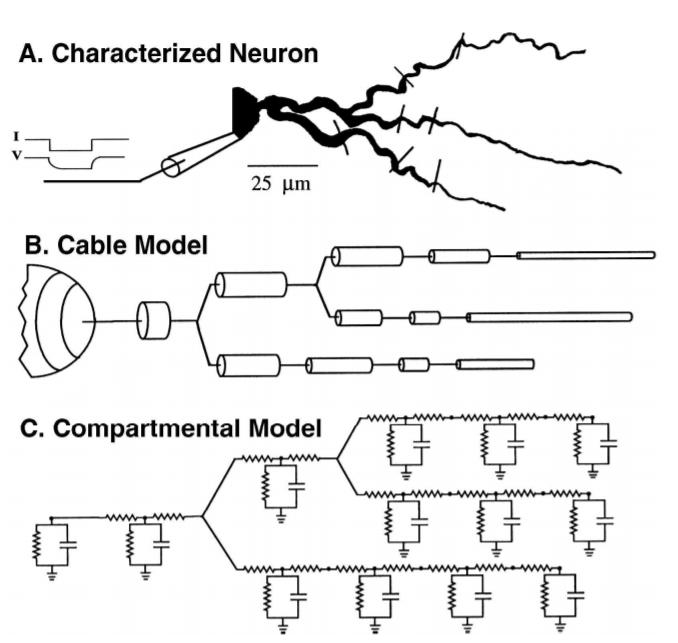 A. Characterized Neuron
I
V
25 μm
B. Cable Model
C. Compartmental Model